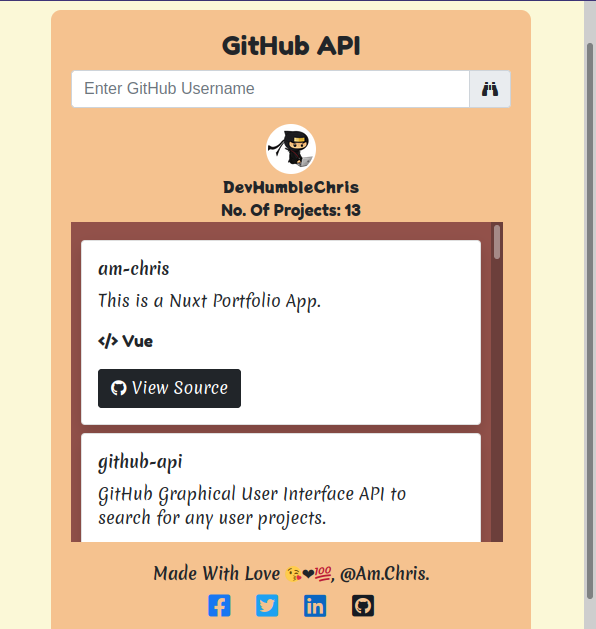 GitHub API
Enter GitHub Username
DevHumbleChris
No. Of Projects: 13
am-chris
This is a Nuxt Portfolio App.
</> Vue
View Source
github-api
GitHub Graphical User Interface API to
search for any user projects.
Made With Love 😘❤💯, @Am.Chris.